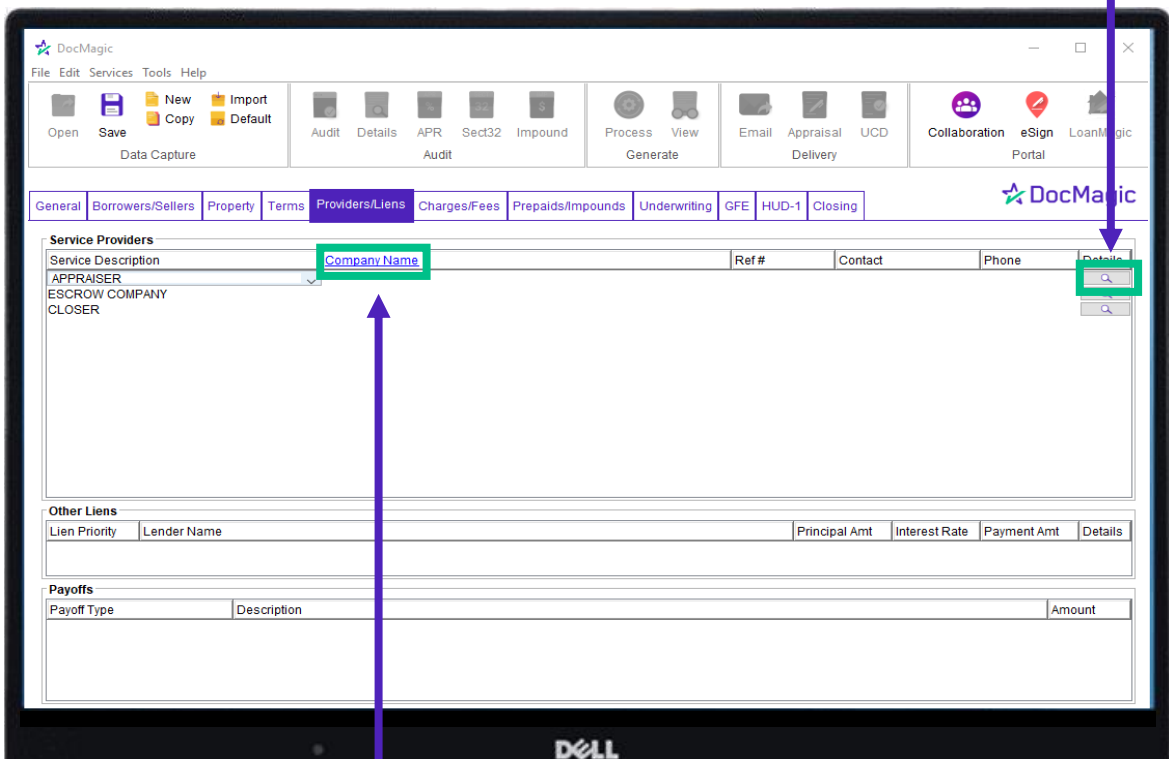 DocMagic
File Edit Services Tools Help
New Import
Copy Default
Open Save
Data Capture
Audit Details APR Sect32 Impound
Audit
Process View
Generate
Email Appraisal UCD
Delivery
Collaboration eSign LoanMagic
Portal
DocMagic
General Borrowers/Sellers Property Terms Providers/Liens Charges/Fees Prepaids/Impounds Underwriting GFE HUD-1 Closing
Service Providers
Service Description Company Name Ref # Contact Phone Details
APPRAISER
ESCROW COMPANY
CLOSER
Other Liens
Lien Priority Lender Name Principal Amt Interest Rate Payment Amt Details
Payoffs
Payoff Type Description Amount
DELL